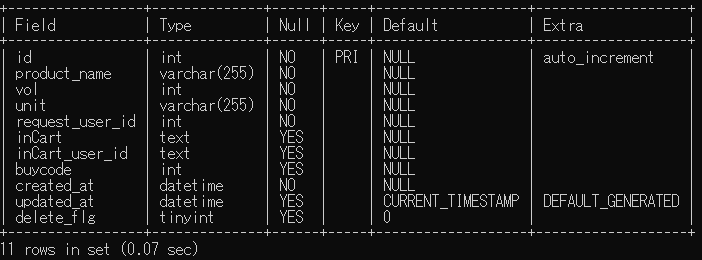 +-----------------+--------------+------+-----+-------------------+-------------------+
| Field           | Type         | Null | Key | Default           | Extra             |
+-----------------+--------------+------+-----+-------------------+-------------------+
| id              | int          | NO   | PRI | NULL              | auto_increment    |
| product_name    | varchar(255) | NO   |     | NULL              |                   |
| vol             | int          | NO   |     | NULL              |                   |
| unit            | varchar(255) | NO   |     | NULL              |                   |
| request_user_id | int          | NO   |     | NULL              |                   |
| inCart          | text         | YES  |     | NULL              |                   |
| inCart_user_id  | text         | YES  |     | NULL              |                   |
| buycode         | int          | YES  |     | NULL              |                   |
| created_at      | datetime     | NO   |     | NULL              |                   |
| updated_at      | datetime     | YES  |     | CURRENT_TIMESTAMP | DEFAULT_GENERATED |
| delete_flg      | tinyint      | YES  |     | 0                 |                   |
+-----------------+--------------+------+-----+-------------------+-------------------+
11 rows in set (0.07 sec)